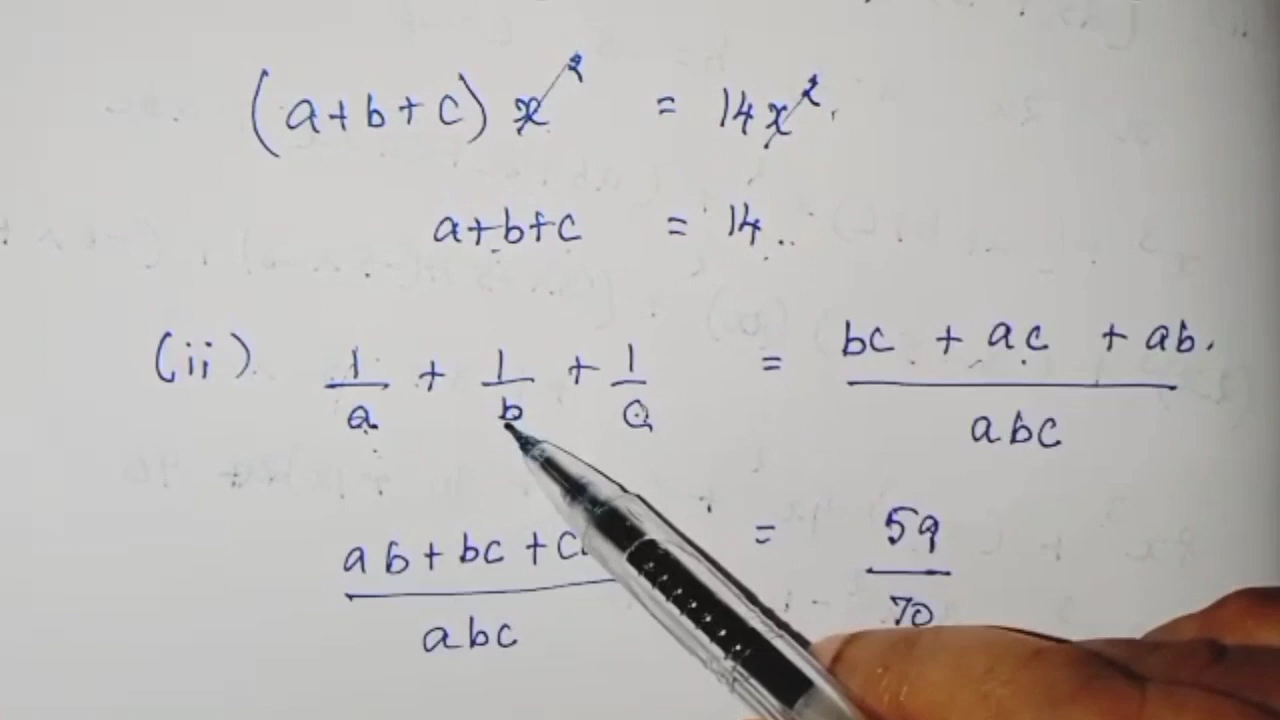 (a+b+c) x² = 14x².
a+b+c = 14.
(ii) 1/a + 1/b + 1/c = (bc + ac + ab.)/abc
(ab+bc+c)/abc = 59/70